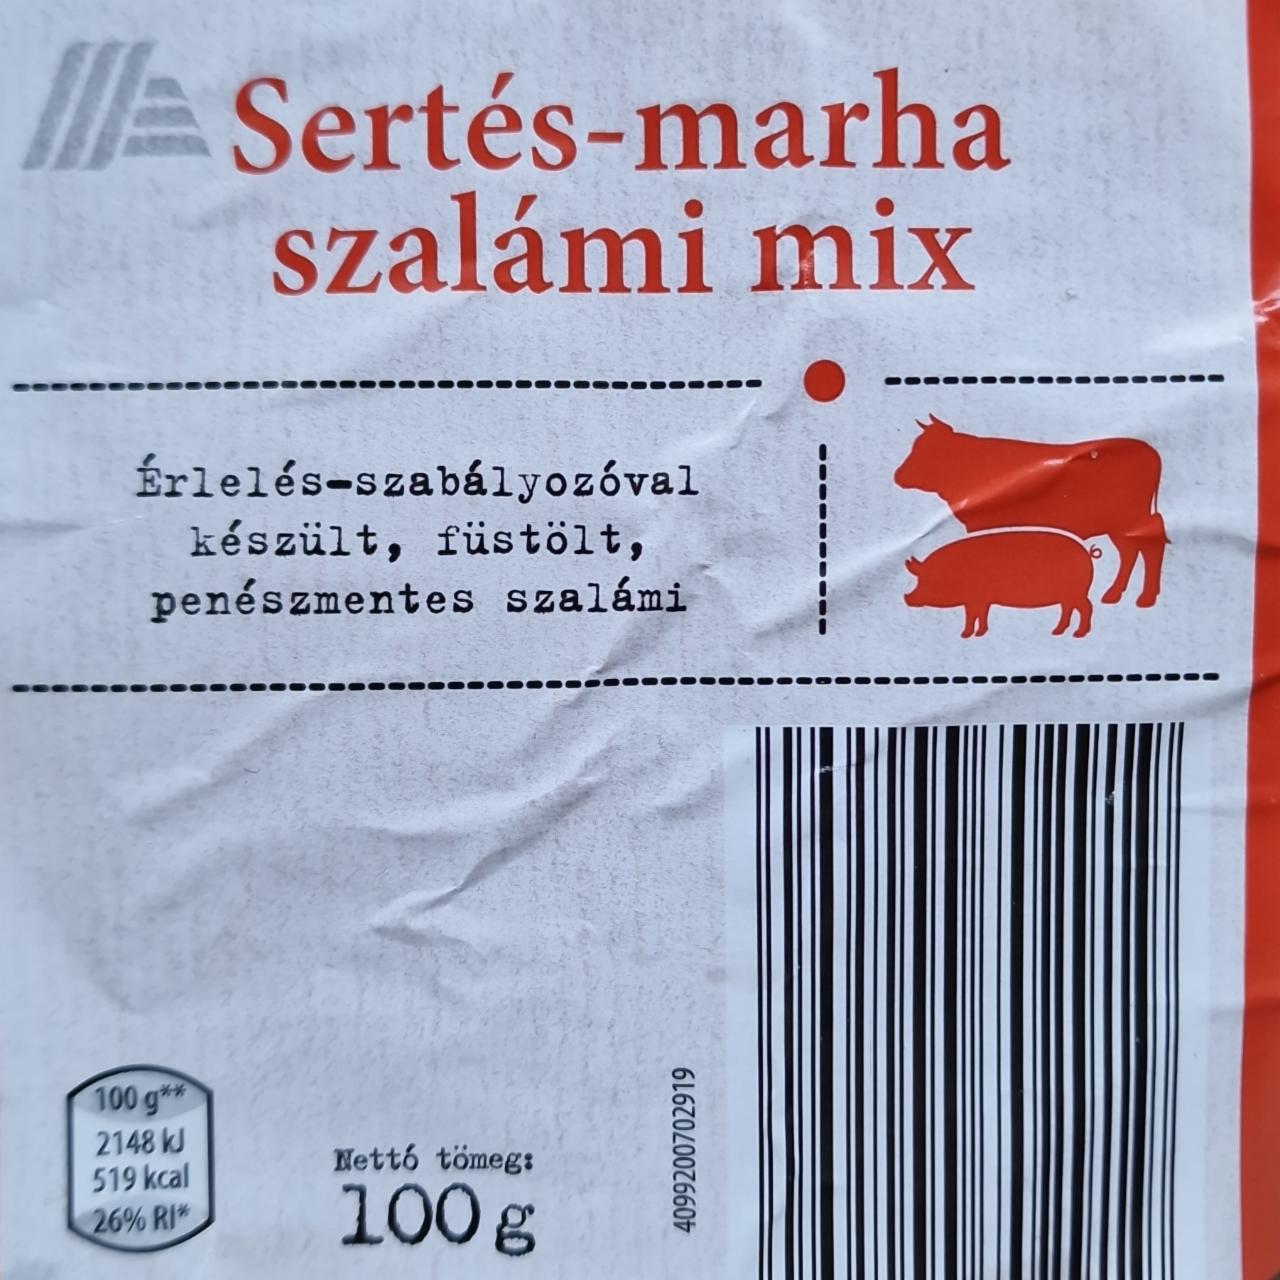 Sertés-marha
szalámi mix
Érlelés-szabályozóval
készült, füstölt,
penészmentes szalámi
100 g**
2148 kJ
519 kcal
26% RI*
Nettó tömeg:
100 g
4099200702919